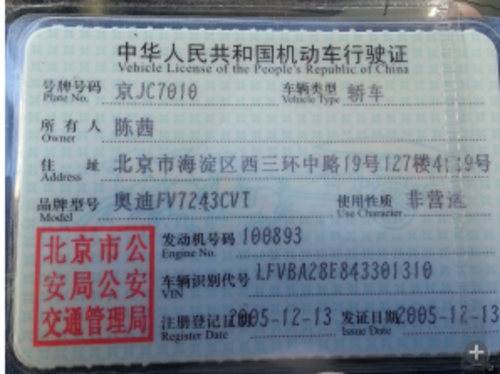 中华人民共和国机动车行驶证
Vehicle License of the People's Republic of China
号牌号码 京JC7010 车辆类型 轿车
Plate No. Vehicle Type
所有人 陈茜
Owner
住址 北京市海淀区西三环中路19号127楼4门9号
Address
品牌型号 奥迪FV7243CVT 使用性质 非营运
Model Use Character
北京市公安局公安交通管理局
发动机号码 100893
Engine No.
车辆识别代号 LFVBA28E843301310
VIN
注册登记日期 2005-12-13 发证日期 2005-12-13
Register Date Issue Date